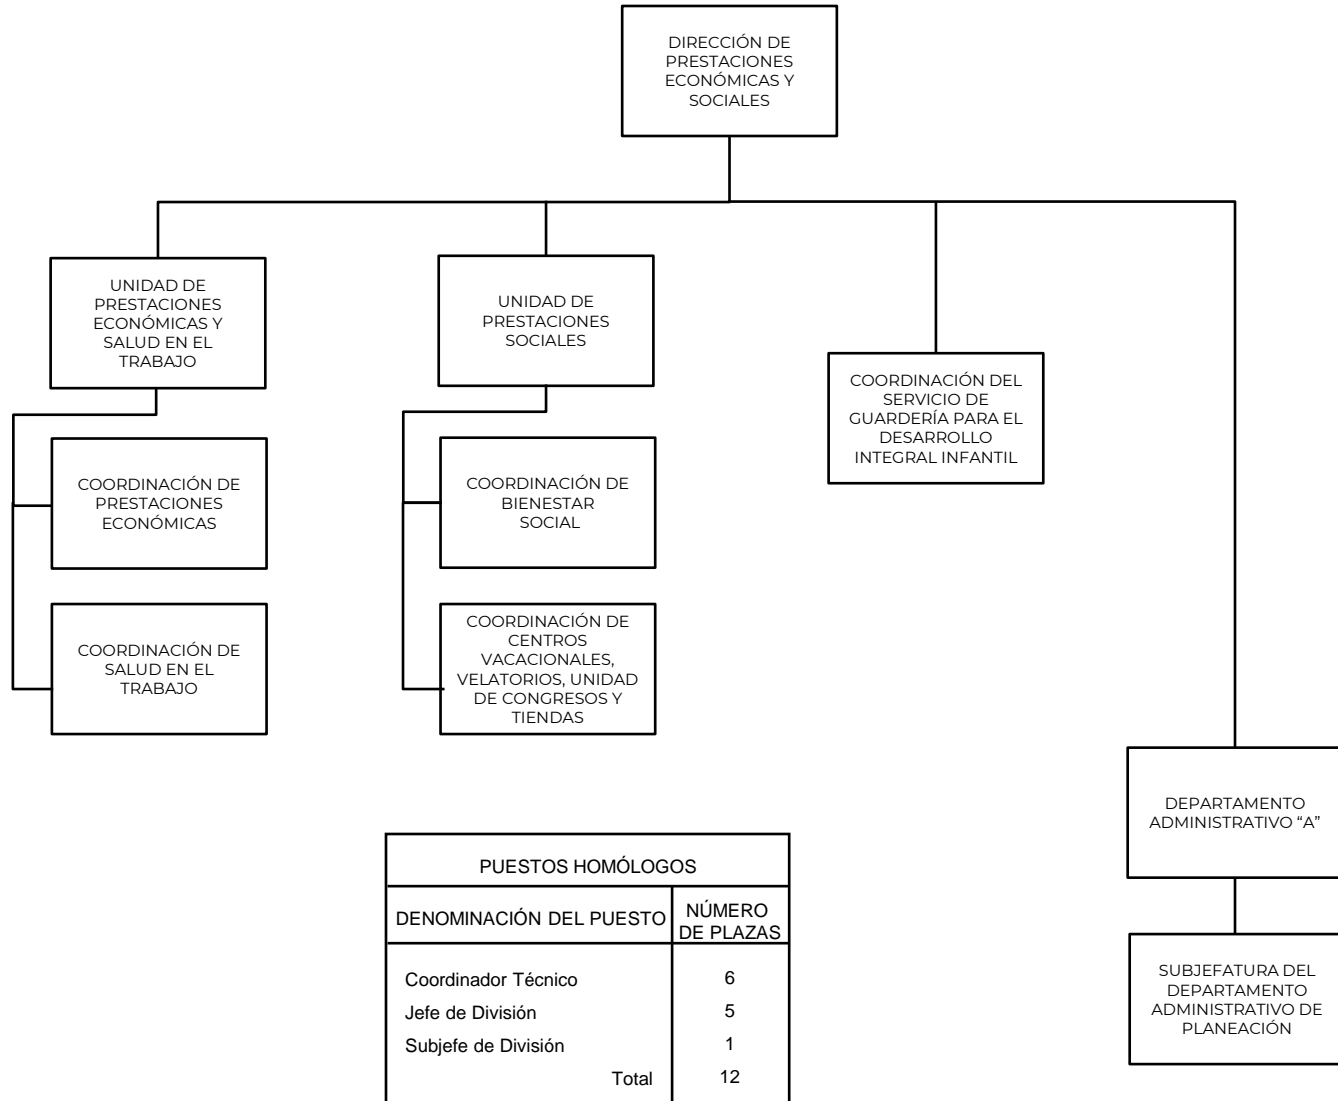 DIRECCIÓN DE
PRESTACIONES
ECONÓMICAS Y
SOCIALES
UNIDAD DE
PRESTACIONES
ECONÓMICAS Y
SALUD EN EL
TRABAJO
UNIDAD DE
PRESTACIONES
SOCIALES
COORDINACIÓN DEL
SERVICIO DE
GUARDERÍA PARA EL
DESARROLLO
INTEGRAL INFANTIL
COORDINACIÓN DE
PRESTACIONES
ECONÓMICAS
COORDINACIÓN DE
BIENESTAR
SOCIAL
COORDINACIÓN DE
SALUD EN EL
TRABAJO
COORDINACIÓN DE
CENTROS
VACACIONALES,
VELATORIOS, UNIDAD
DE CONGRESOS Y
TIENDAS
DEPARTAMENTO
ADMINISTRATIVO “A”
SUBJEFATURA DEL
DEPARTAMENTO
ADMINISTRATIVO DE
PLANEACIÓN
PUESTOS HOMÓLOGOS
DENOMINACIÓN DEL PUESTO NÚMERO DE PLAZAS
Coordinador Técnico 6
Jefe de División 5
Subjefe de División 1
Total 12